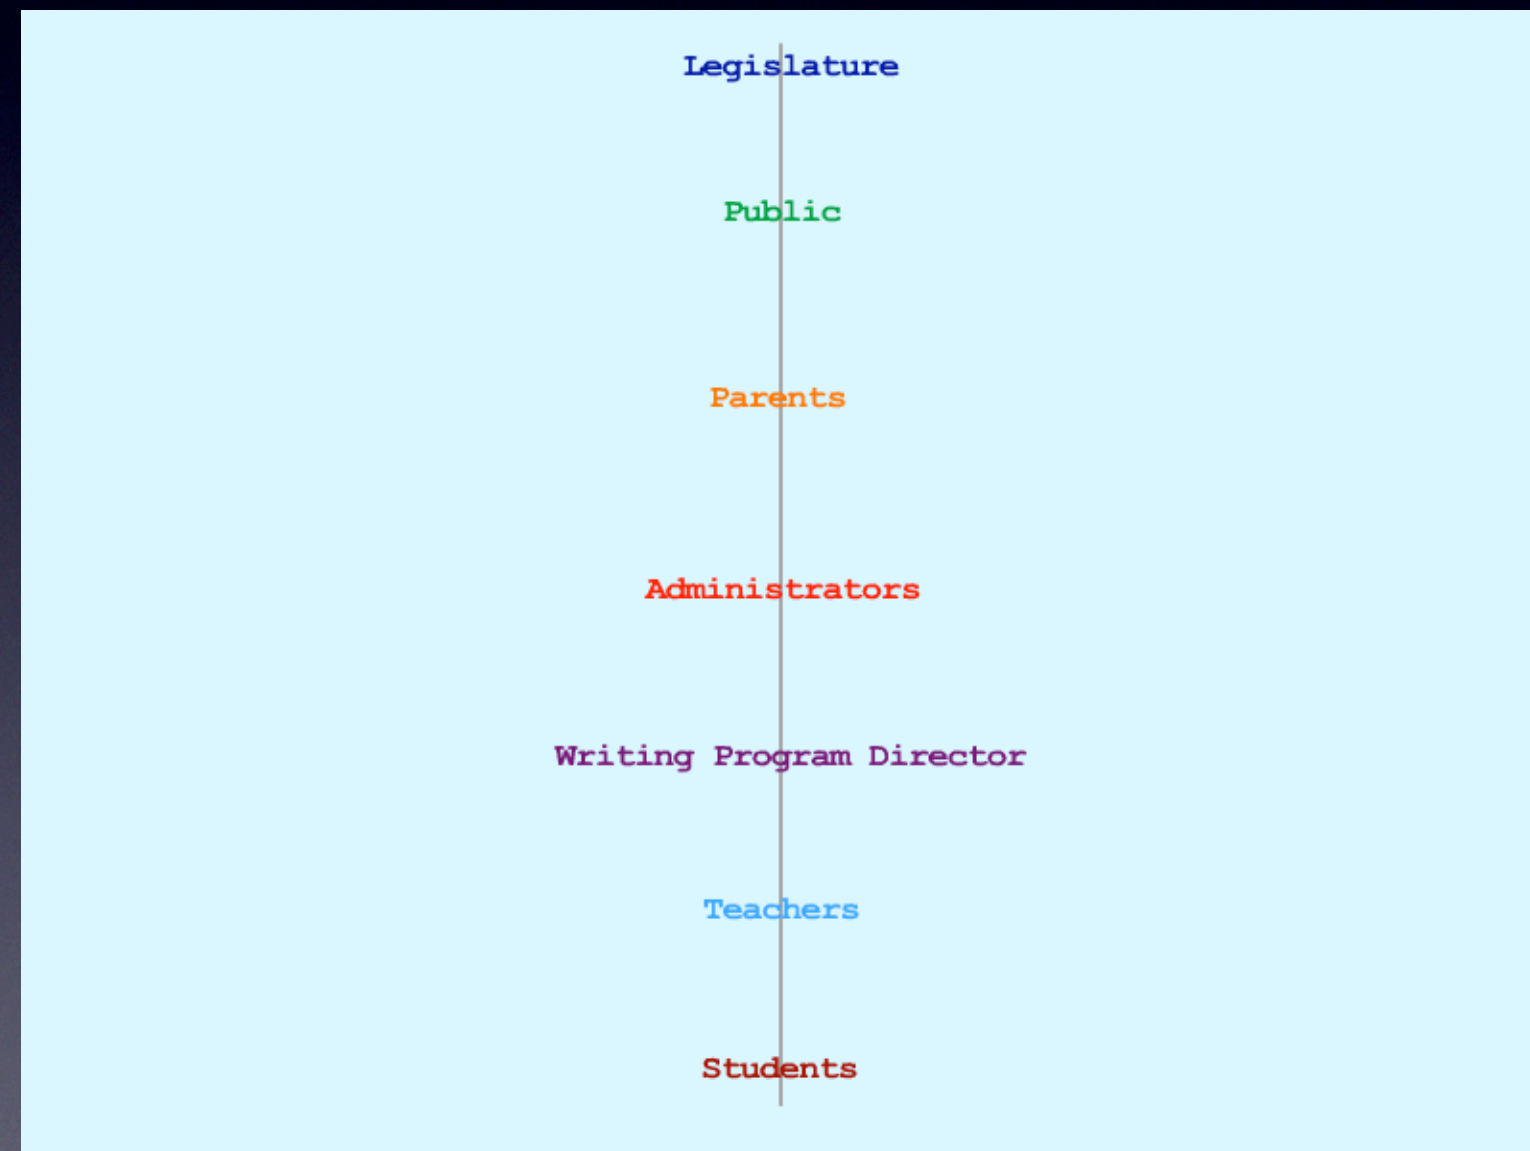 Legislature
Public
Parents
Administrators
Writing Program Director
Teachers
Students